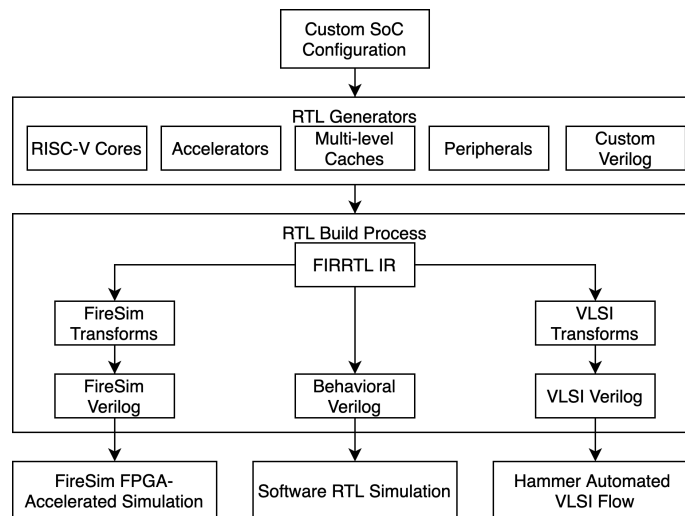 Custom SoC
Configuration
RTL Generators
RISC-V Cores
Accelerators
Multi-level
Caches
Peripherals
Custom
Verilog
RTL Build Process
FIRRTL IR
FireSim
Transforms
VLSI
Transforms
FireSim
Verilog
Behavioral
Verilog
VLSI Verilog
FireSim FPGA-
Accelerated Simulation
Software RTL Simulation
Hammer Automated
VLSI Flow